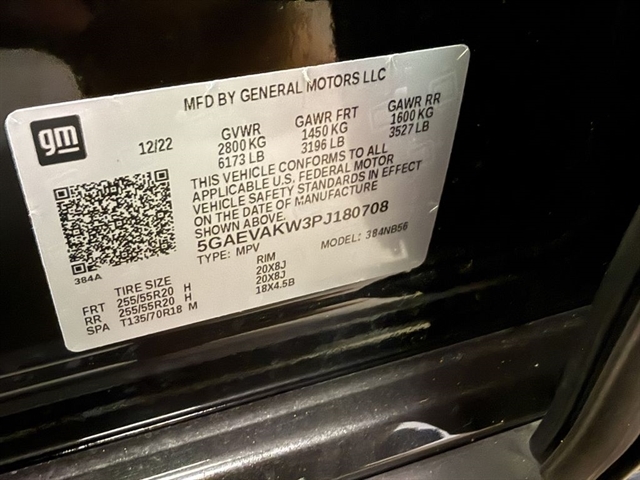 MFD BY GENERAL MOTORS LLC
gm
12/22
GVWR
2800 KG
6173 LB
GAWR FRT
1450 KG
3196 LB
GAWR RR
1600 KG
3527 LB
THIS VEHICLE CONFORMS TO ALL
APPLICABLE U.S. FEDERAL MOTOR
VEHICLE SAFETY STANDARDS IN EFFECT
ON THE DATE OF MANUFACTURE
SHOWN ABOVE.
5GAEVAKW3PJ180708
TYPE: MPV MODEL: 384NB56
384A
TIRE SIZE RIM
FRT 255/55R20 H 20X8J
RR 255/55R20 H 20X8J
SPA T135/70R18 M 18X4.5B